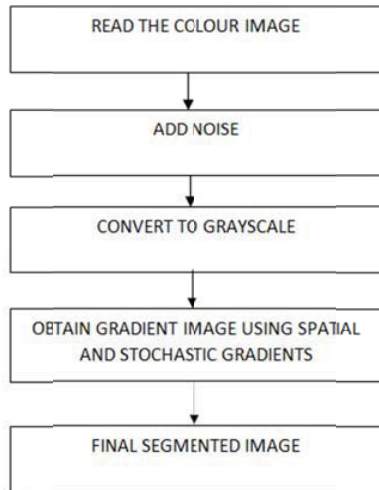 READ THE COLOUR IMAGE
ADD NOISE
CONVERT TO GRAYSCALE
OBTAIN GRADIENT IMAGE USING SPATIAL
AND STOCHASTIC GRADIENTS
FINAL SEGMENTED IMAGE